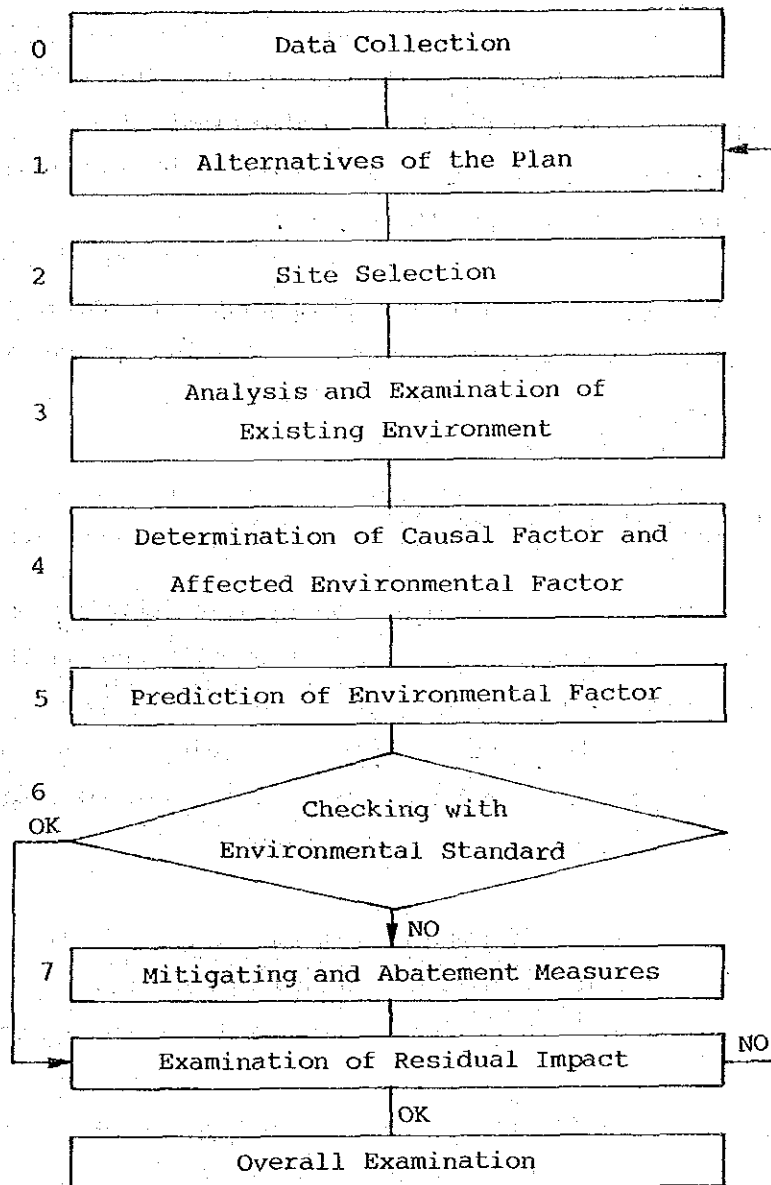 0 Data Collection
1 Alternatives of the Plan
2 Site Selection
3 Analysis and Examination of
Existing Environment
4 Determination of Causal Factor and
Affected Environmental Factor
5 Prediction of Environmental Factor
6
OK
Checking with
Environmental Standard
NO
7 Mitigating and Abatement Measures
Examination of Residual Impact
NO
OK
Overall Examination